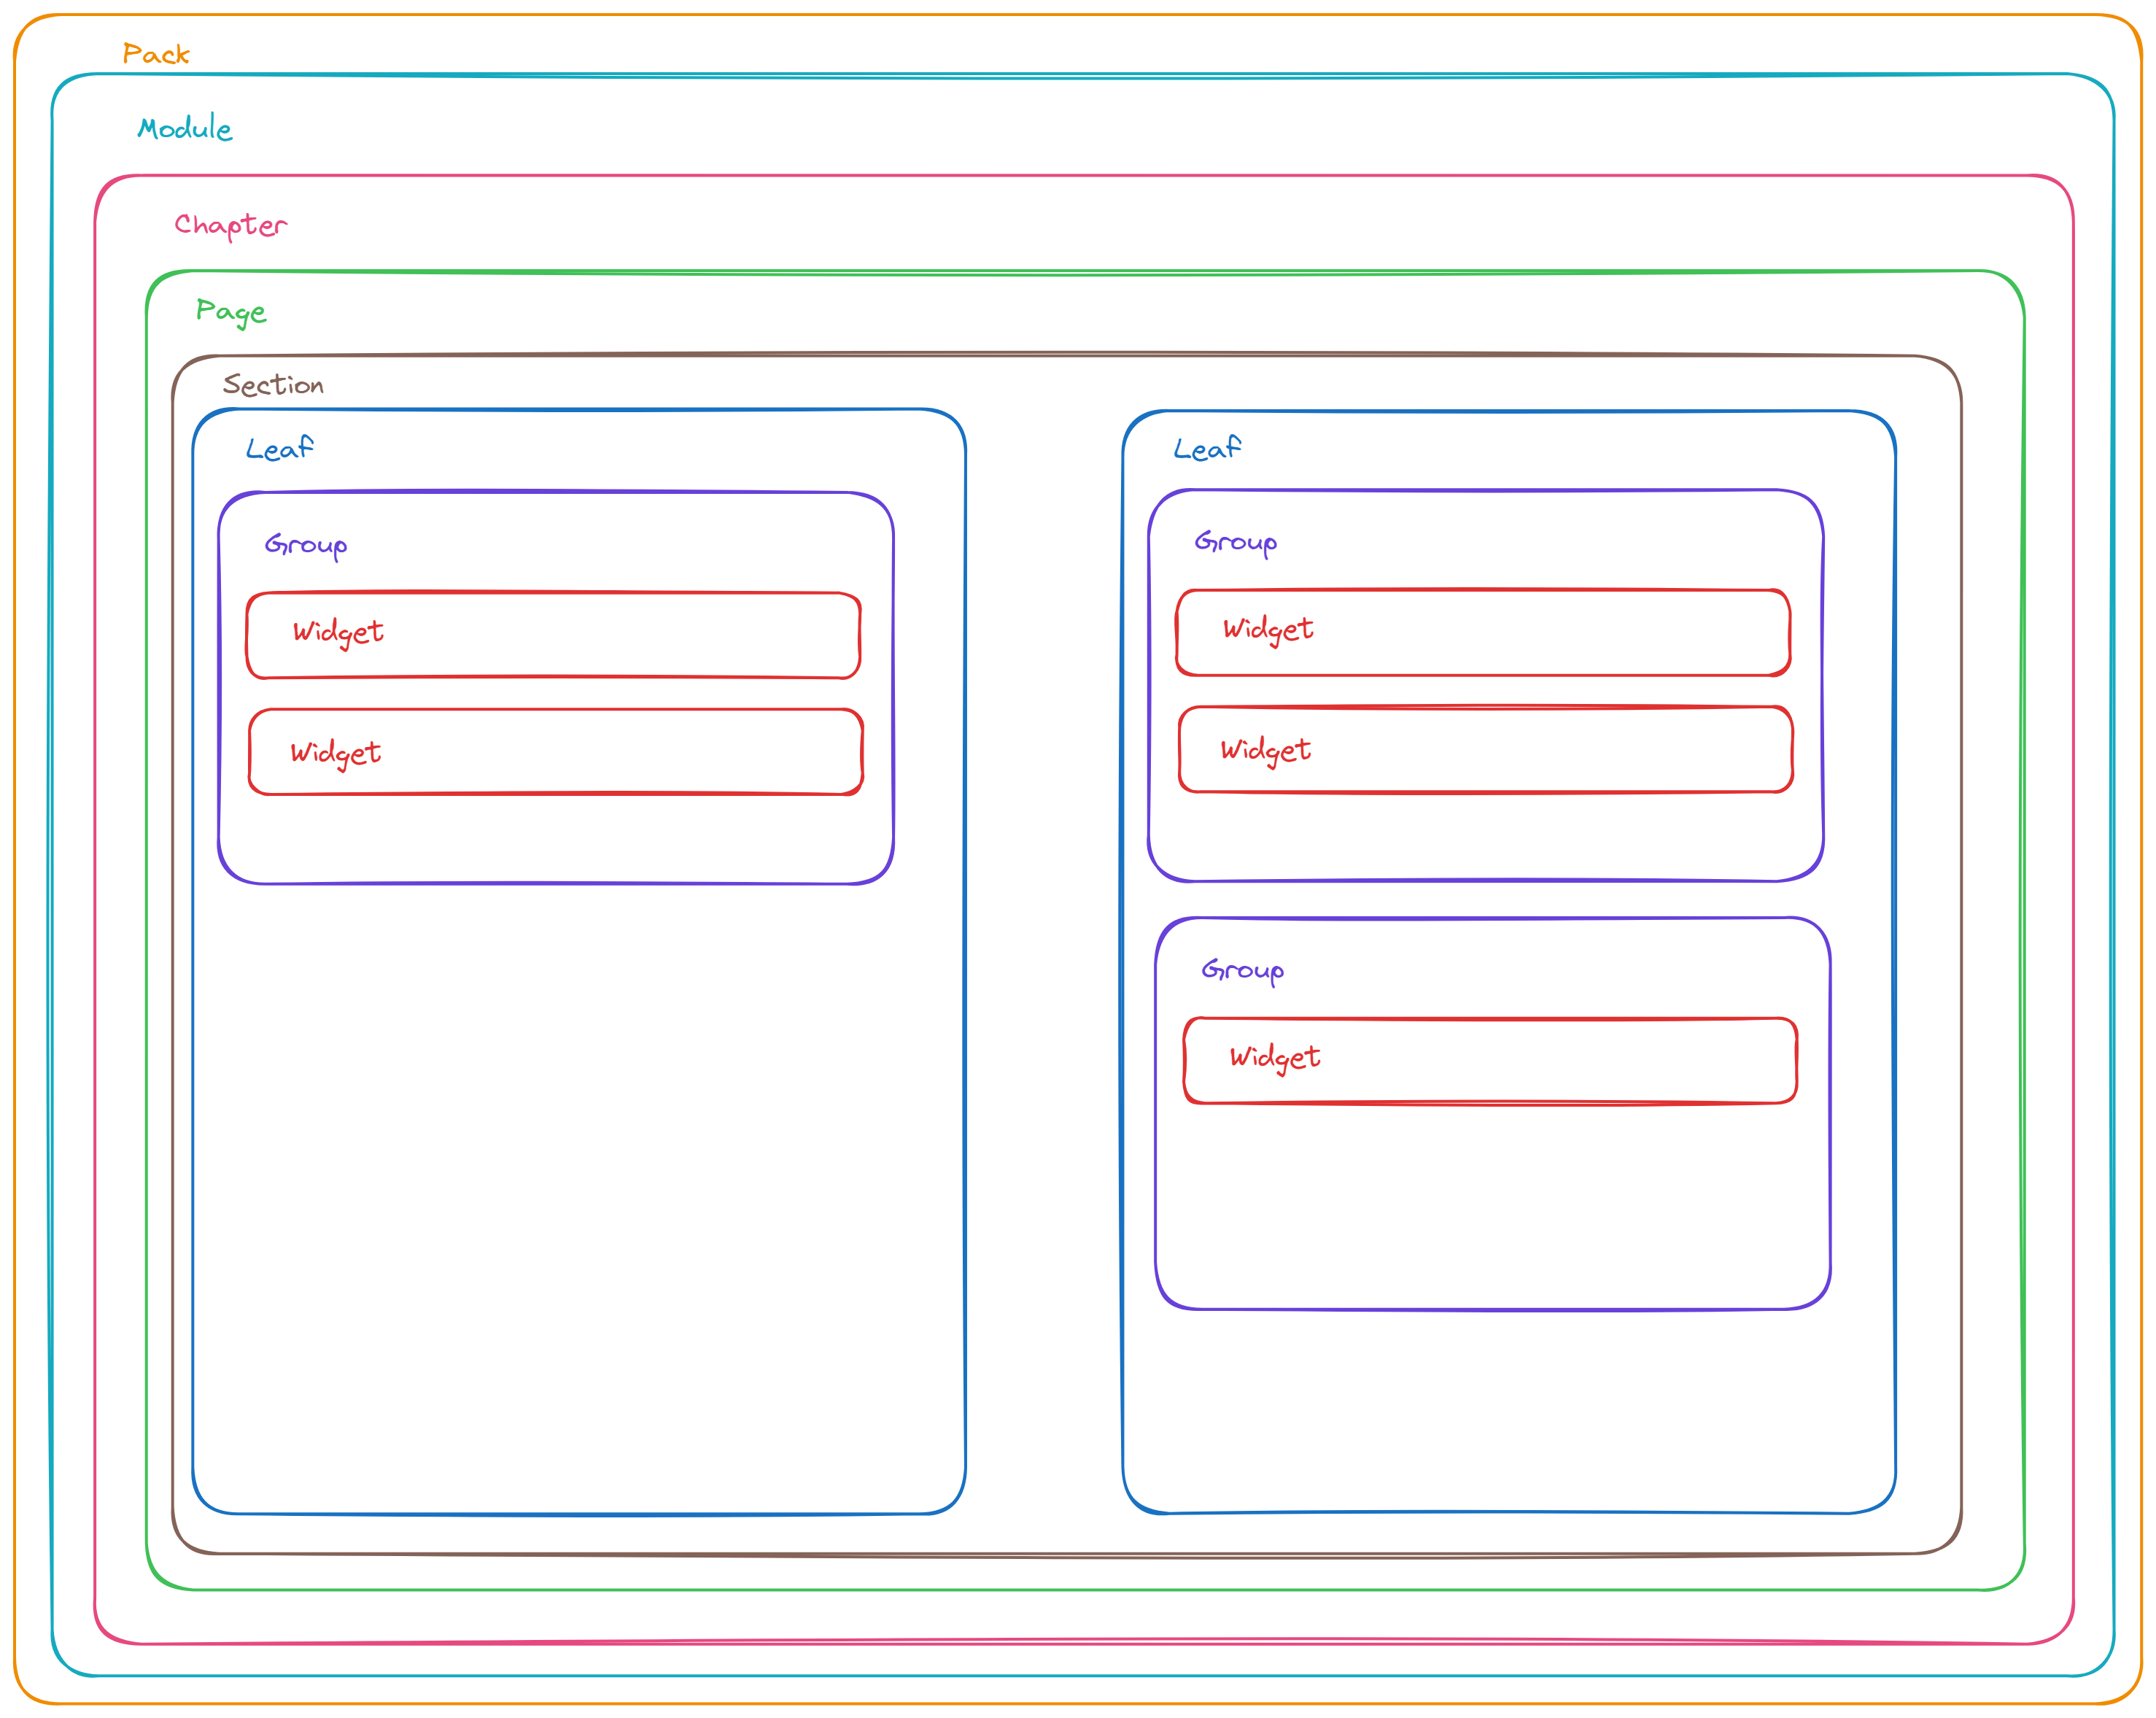 Pack
Module
Chapter
Page
Section
Leaf
Group
Widget
Widget
Leaf
Group
Widget
Widget
Group
Widget